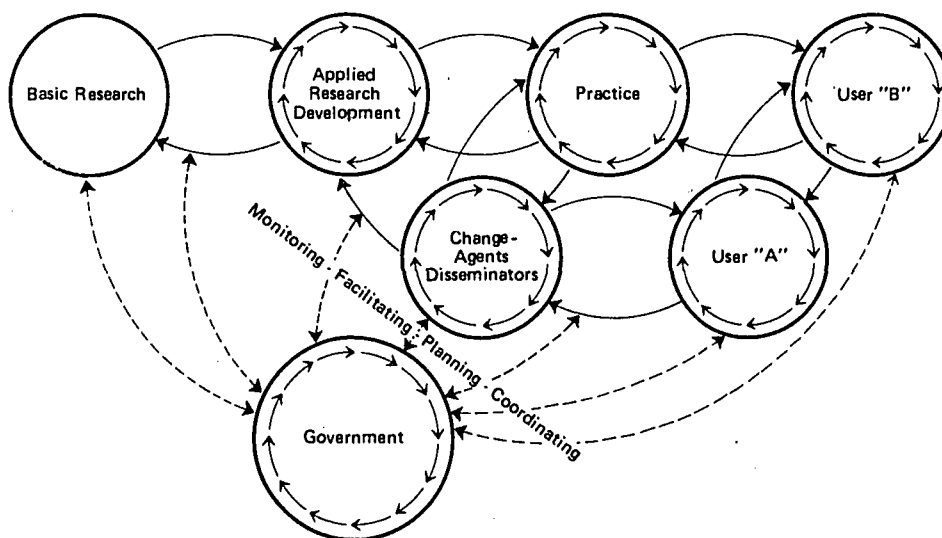 Basic Research
Applied
Research
Development
Practice
User "B"
Change-
Agents
Disseminators
User "A"
Monitoring - Facilitating - Planning - Coordinating
Government